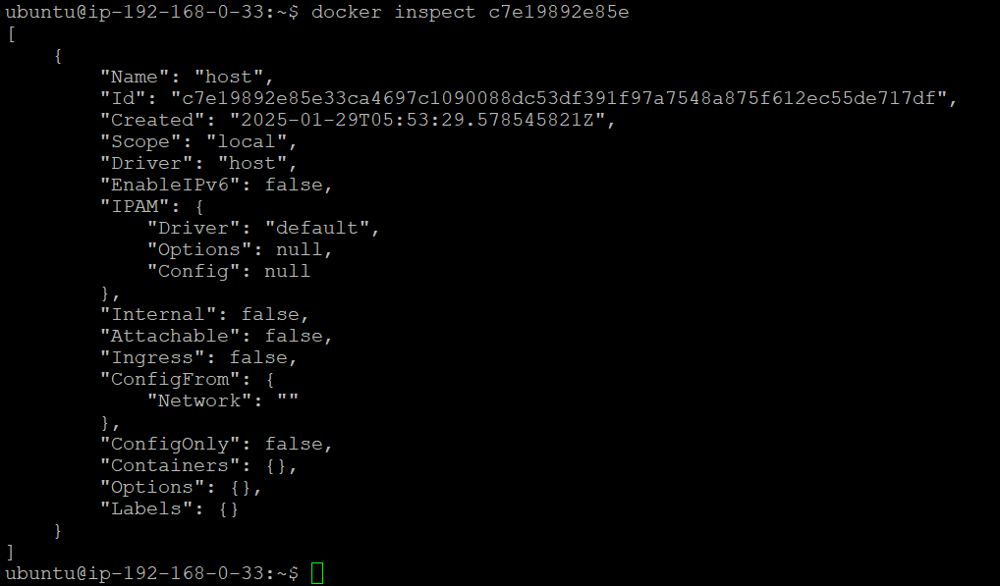 ubuntu@ip-192-168-0-33:~$ docker inspect c7e19892e85e
[
    {
        "Name": "host",
        "Id": "c7e19892e85e33ca4697c1090088dc53df391f97a7548a875f612ec55de717df",
        "Created": "2025-01-29T05:53:29.578545821Z",
        "Scope": "local",
        "Driver": "host",
        "EnableIPv6": false,
        "IPAM": {
            "Driver": "default",
            "Options": null,
            "Config": null
        },
        "Internal": false,
        "Attachable": false,
        "Ingress": false,
        "ConfigFrom": {
            "Network": ""
        },
        "ConfigOnly": false,
        "Containers": {},
        "Options": {},
        "Labels": {}
    }
]
ubuntu@ip-192-168-0-33:~$